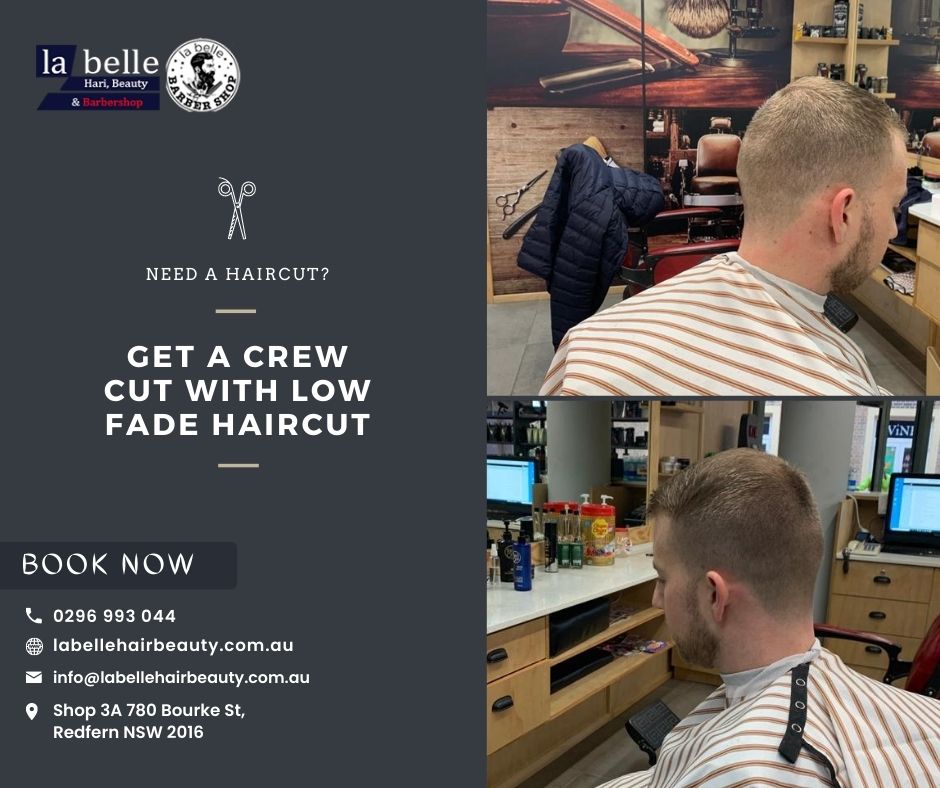 la belle
Hari, Beauty
& Barbershop
la belle
BARBER SHOP
NEED A HAIRCUT?
GET A CREW
CUT WITH LOW
FADE HAIRCUT
BOOK NOW
0296 993 044
labellehairbeauty.com.au
info@labellehairbeauty.com.au
Shop 3A 780 Bourke St,
Redfern NSW 2016